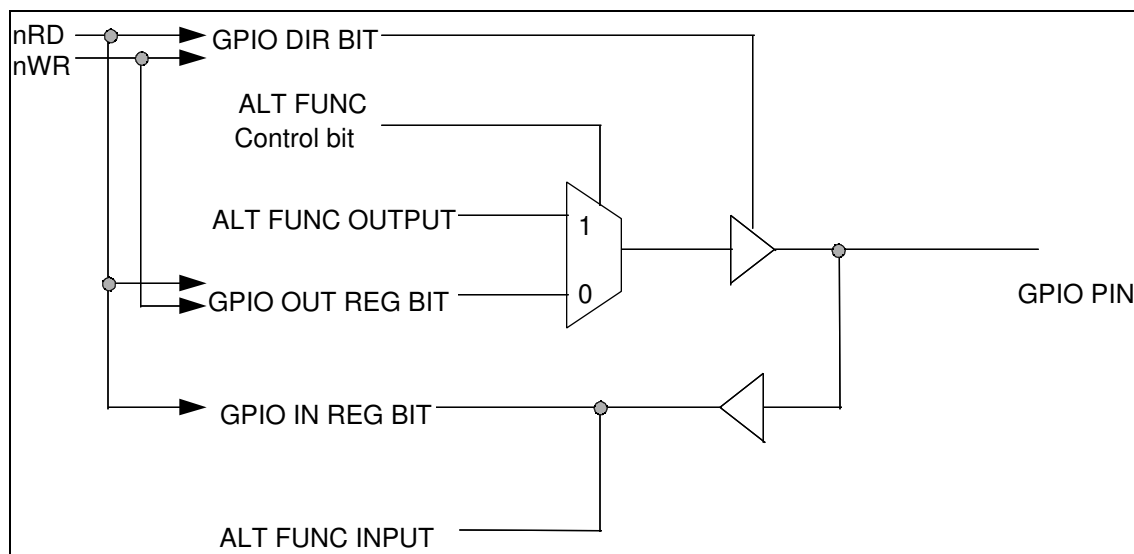 nRD
GPIO DIR BIT
nWR
ALT FUNC
Control bit
ALT FUNC OUTPUT
1
GPIO OUT REG BIT
0
GPIO PIN
GPIO IN REG BIT
ALT FUNC INPUT